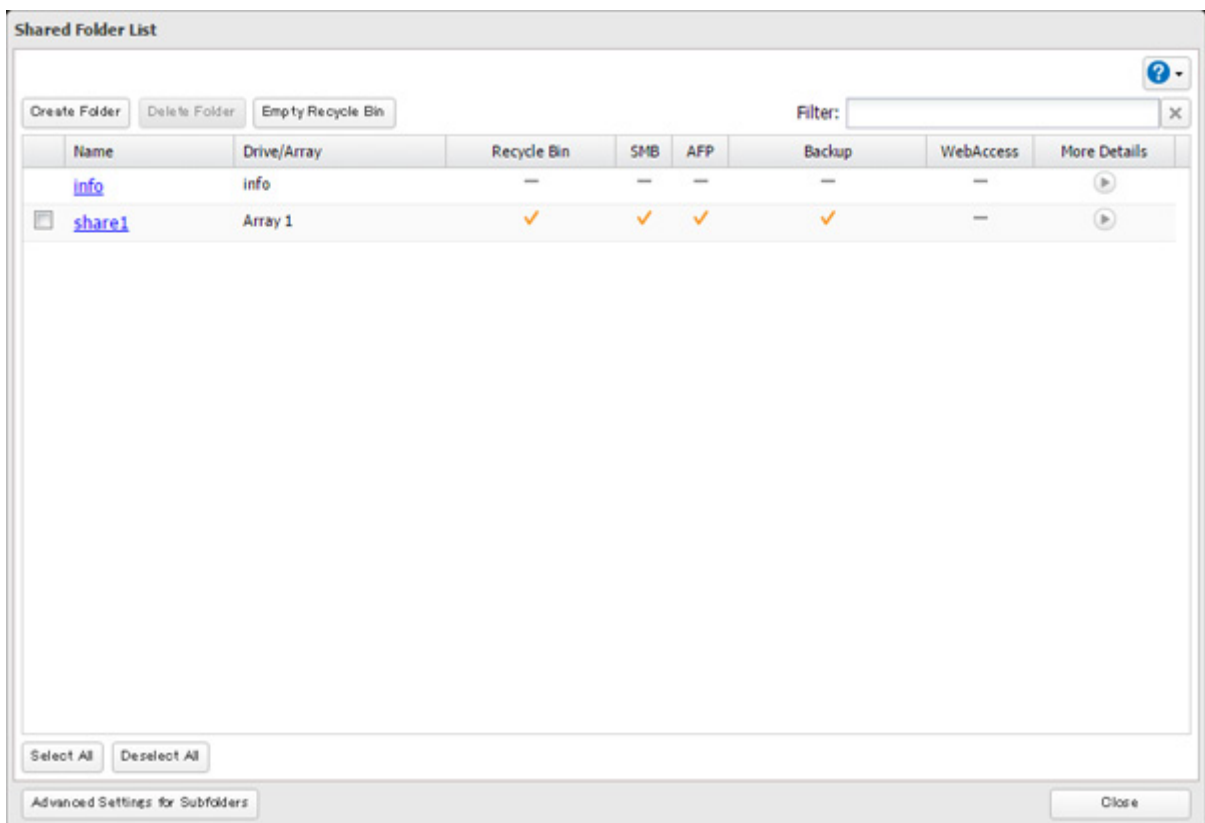 Shared Folder List
?
Create Folder Delete Folder Empty Recycle Bin Filter:
Name Drive/Array Recycle Bin SMB AFP Backup WebAccess More Details
info info — — — — —
share1 Array 1 ✓ ✓ ✓ ✓ —
Select All Deselect All
Advanced Settings for Subfolders Close